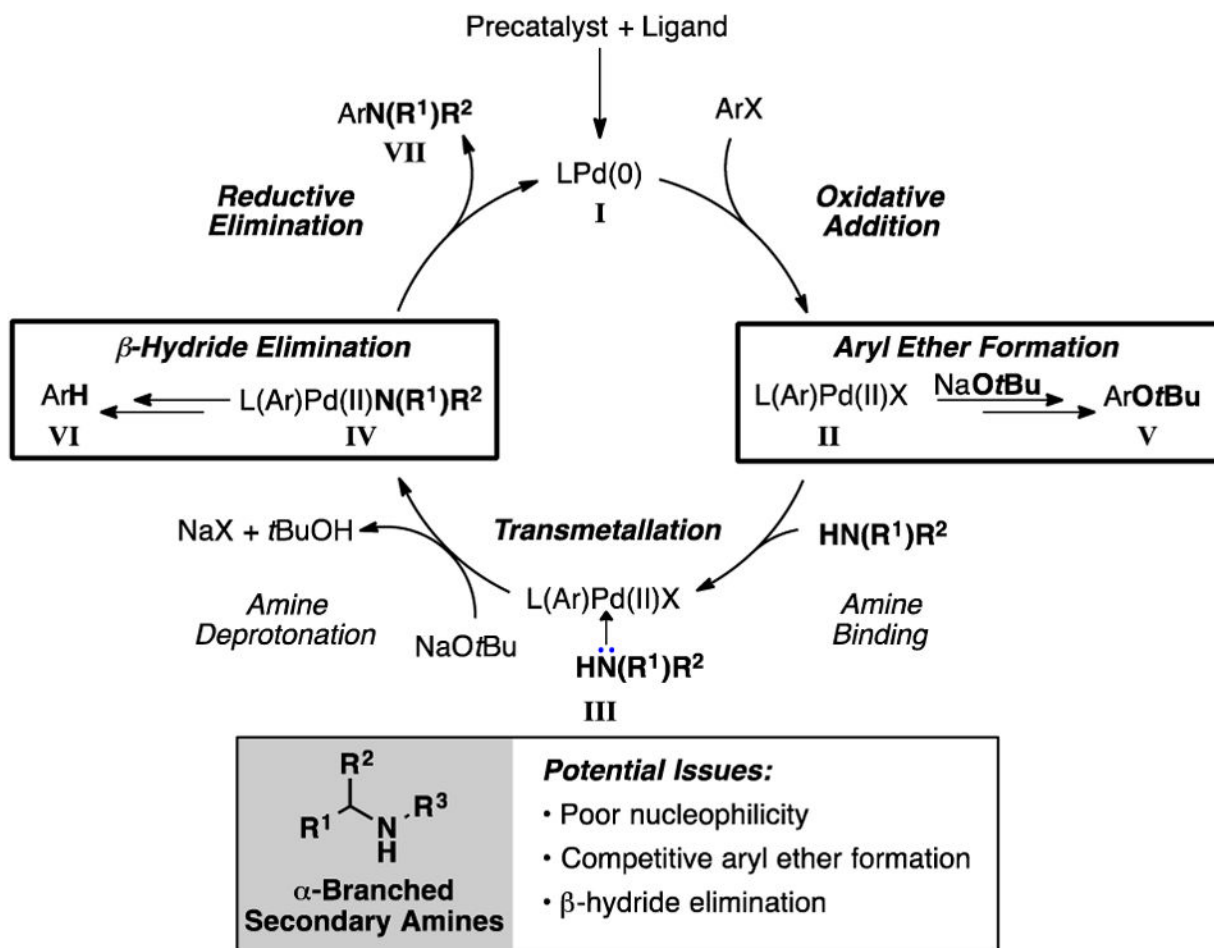 Precatalyst + Ligand
ArN(R¹)R²
VII
ArX
LPd(0)
I
Reductive
Elimination
Oxidative
Addition
β-Hydride Elimination
ArH
VI
L(Ar)Pd(II)N(R¹)R²
IV
Aryl Ether Formation
L(Ar)Pd(II)X
II
NaOtBu
ArOtBu
V
NaX + tBuOH
Transmetallation
HN(R¹)R²
Amine
Deprotonation
NaOtBu
L(Ar)Pd(II)X
HN(R¹)R²
III
Amine
Binding
R²
R¹
N
H
R³
α-Branched
Secondary Amines
Potential Issues:
• Poor nucleophilicity
• Competitive aryl ether formation
• β-hydride elimination